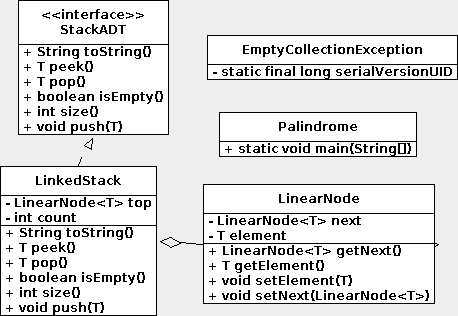 <<interface>>
StackADT
+ String toString()
+ T peek()
+ T pop()
+ boolean isEmpty()
+ int size()
+ void push(T)
EmptyCollectionException
- static final long serialVersionUID
Palindrome
+ static void main(String[])
LinkedStack
- LinearNode<T> top
- int count
+ String toString()
+ T peek()
+ T pop()
+ boolean isEmpty()
+ int size()
+ void push(T)
LinearNode
- LinearNode<T> next
- T element
+ LinearNode<T> getNext()
+ T getElement()
+ void setElement(T)
+ void setNext(LinearNode<T>)